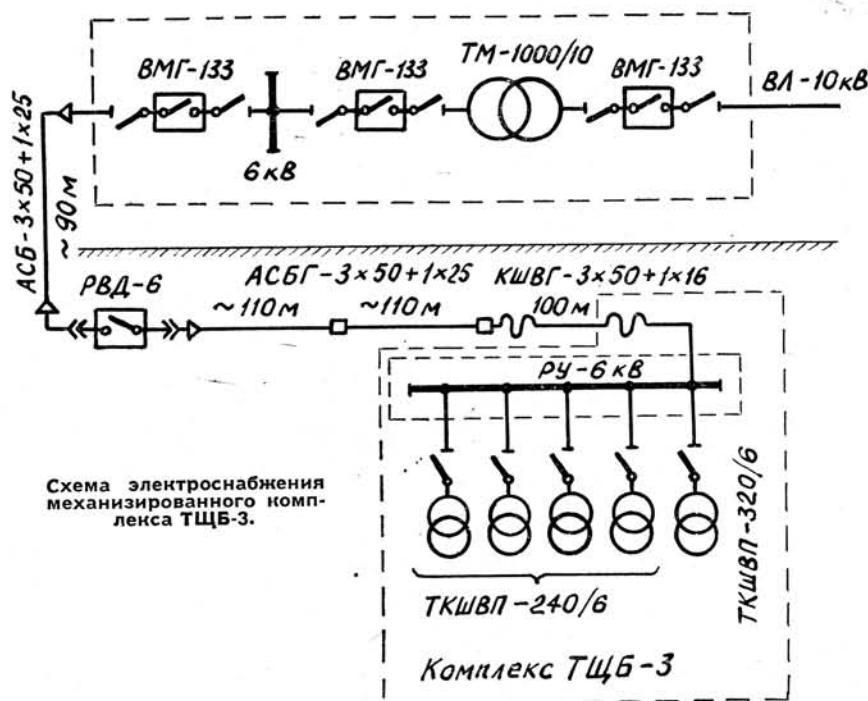 ВМГ-133
ВМГ-133
ТМ-1000/10
ВМГ-133
ВЛ-10кВ
6кВ
АСБ-3×50+1×25
~90м
РВД-6
АСБГ-3×50+1×25
КШВГ-3×50+1×16
~110м
~110м
100м
РУ-6кВ
Схема электроснабжения
механизированного комп-
лекса ТЩБ-3.
ТКШВП-240/6
ТКШВП-320/6
Комплекс ТЩБ-3